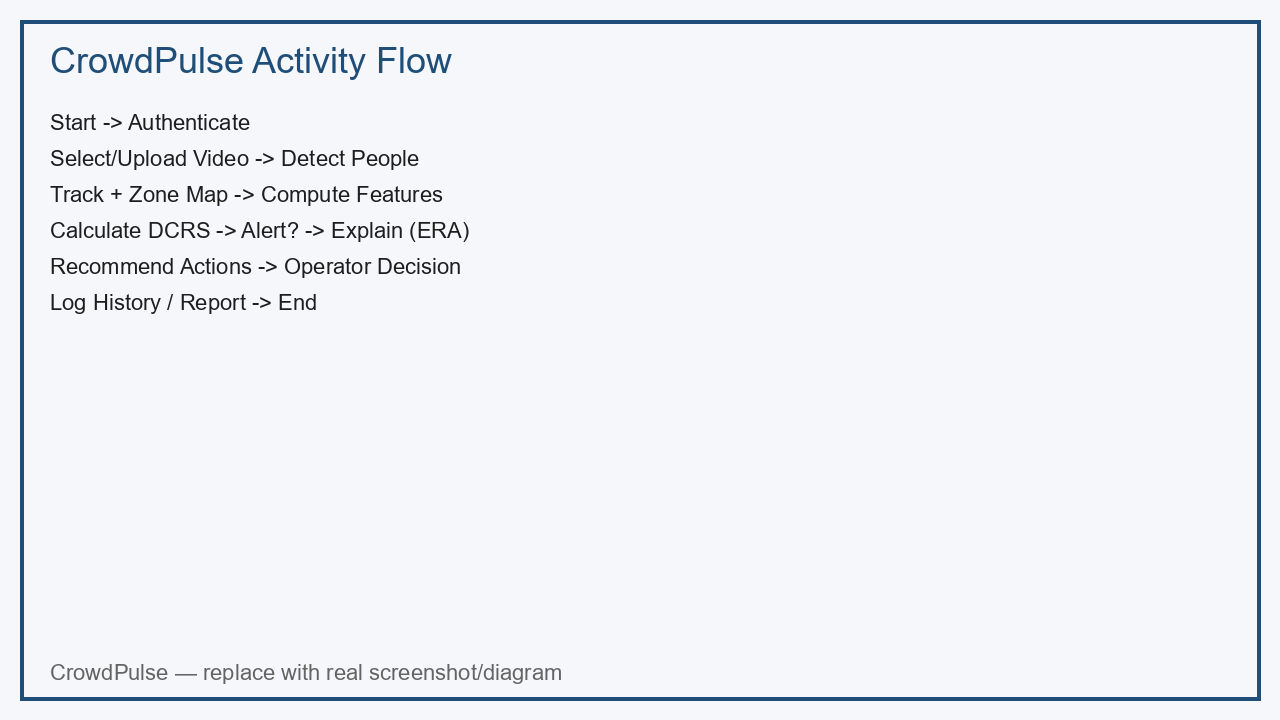 CrowdPulse Activity Flow
Start -> Authenticate
Select/Upload Video -> Detect People
Track + Zone Map -> Compute Features
Calculate DCRS -> Alert? -> Explain (ERA)
Recommend Actions -> Operator Decision
Log History / Report -> End
CrowdPulse — replace with real screenshot/diagram